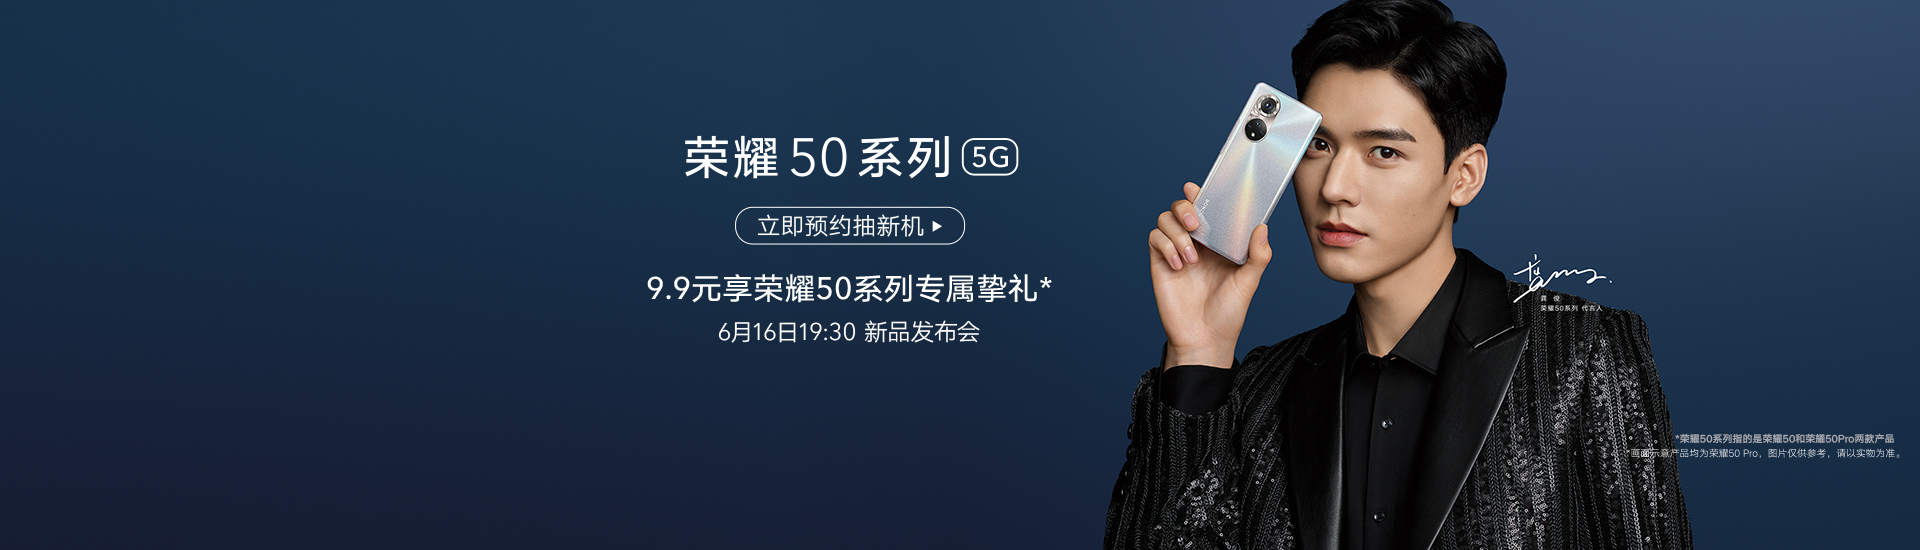 荣耀 50 系列 5G
立即预约抽新机
9.9元享荣耀50系列专属挚礼*
6月16日19:30 新品发布会
HONOR
龚 俊
荣耀50系列 代言人
*荣耀50系列指的是荣耀50和荣耀50Pro两款产品
*画面示意产品均为荣耀50 Pro，图片仅供参考，请以实物为准。